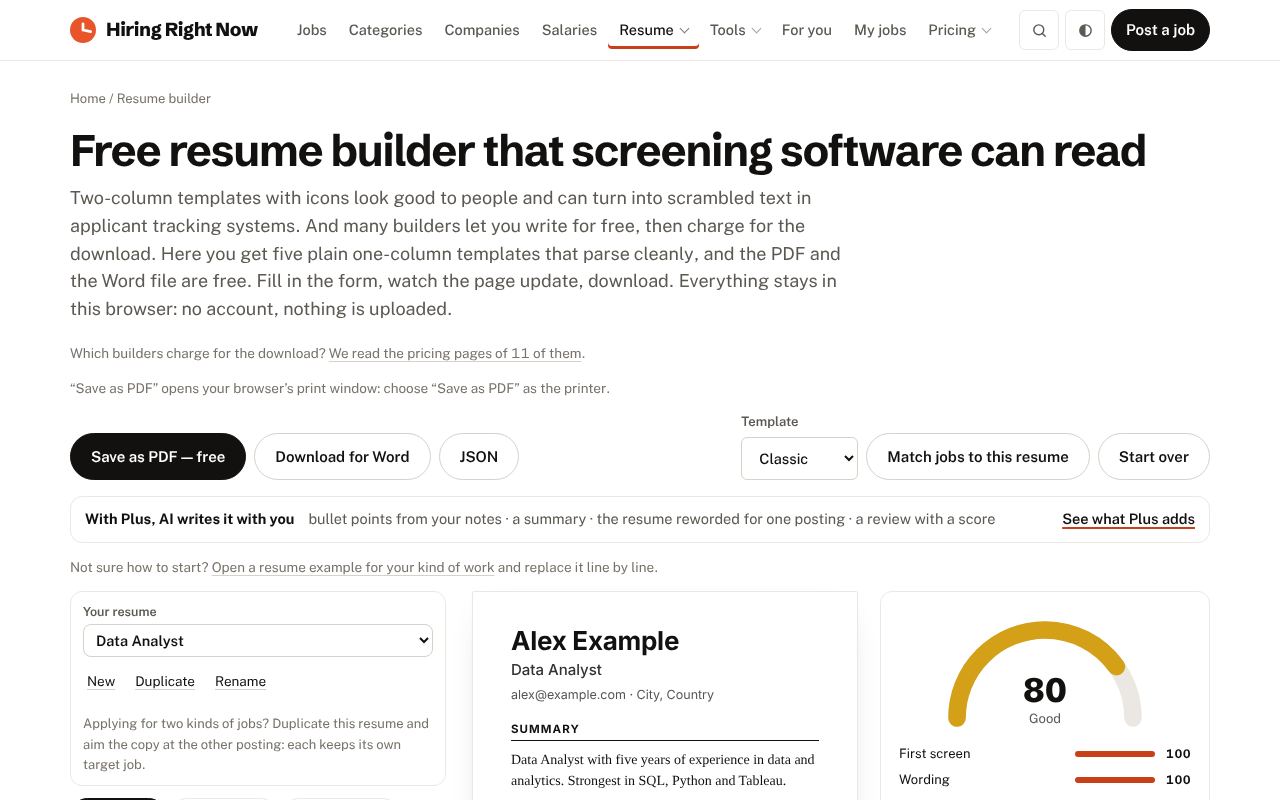 Hiring Right Now
Jobs
Categories
Companies
Salaries
Resume
Tools
For you
My jobs
Pricing
Post a job
Home / Resume builder
Free resume builder that screening software can read
Two-column templates with icons look good to people and can turn into scrambled text in
applicant tracking systems. And many builders let you write for free, then charge for the
download. Here you get five plain one-column templates that parse cleanly, and the PDF and
the Word file are free. Fill in the form, watch the page update, download. Everything stays in
this browser: no account, nothing is uploaded.
Which builders charge for the download? We read the pricing pages of 11 of them.
“Save as PDF” opens your browser’s print window: choose “Save as PDF” as the printer.
Template
Save as PDF — free
Download for Word
JSON
Classic
Match jobs to this resume
Start over
With Plus, AI writes it with you
bullet points from your notes · a summary · the resume reworded for one posting · a review with a score
See what Plus adds
Not sure how to start? Open a resume example for your kind of work and replace it line by line.
Your resume
Data Analyst
New
Duplicate
Rename
Applying for two kinds of jobs? Duplicate this resume and
aim the copy at the other posting: each keeps its own
target job.
Alex Example
Data Analyst
alex@example.com · City, Country
SUMMARY
Data Analyst with five years of experience in data and
analytics. Strongest in SQL, Python and Tableau.
80
Good
First screen 100
Wording 100